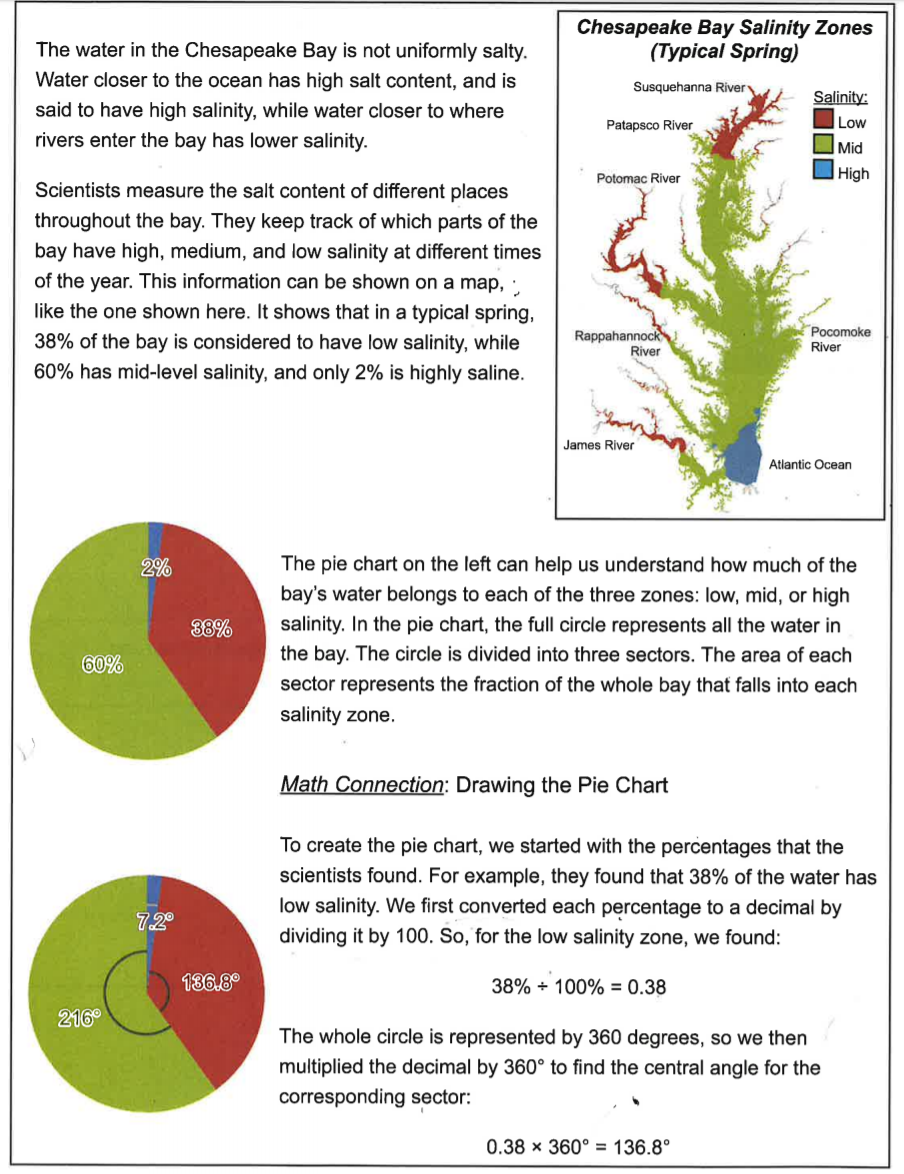 The water in the Chesapeake Bay is not uniformly salty.
Water closer to the ocean has high salt content, and is
said to have high salinity, while water closer to where
rivers enter the bay has lower salinity.
Scientists measure the salt content of different places
throughout the bay. They keep track of which parts of the
bay have high, medium, and low salinity at different times
of the year. This information can be shown on a map,
like the one shown here. It shows that in a typical spring,
38% of the bay is considered to have low salinity, while
60% has mid-level salinity, and only 2% is highly saline.
Chesapeake Bay Salinity Zones
(Typical Spring)
Susquehanna River
Patapsco River
Potomac River
Salinity:
Low
Mid
High
Rappahannock
River
Pocomoke
River
James River
Atlantic Ocean
2%
38%
60%
The pie chart on the left can help us understand how much of the
bay's water belongs to each of the three zones: low, mid, or high
salinity. In the pie chart, the full circle represents all the water in
the bay. The circle is divided into three sectors. The area of each
sector represents the fraction of the whole bay that falls into each
salinity zone.
Math Connection: Drawing the Pie Chart
To create the pie chart, we started with the percentages that the
scientists found. For example, they found that 38% of the water has
low salinity. We first converted each percentage to a decimal by
dividing it by 100. So, for the low salinity zone, we found:
38% ÷ 100% = 0.38
7.2°
136.8°
216°
The whole circle is represented by 360 degrees, so we then
multiplied the decimal by 360° to find the central angle for the
corresponding sector:
0.38 × 360° = 136.8°